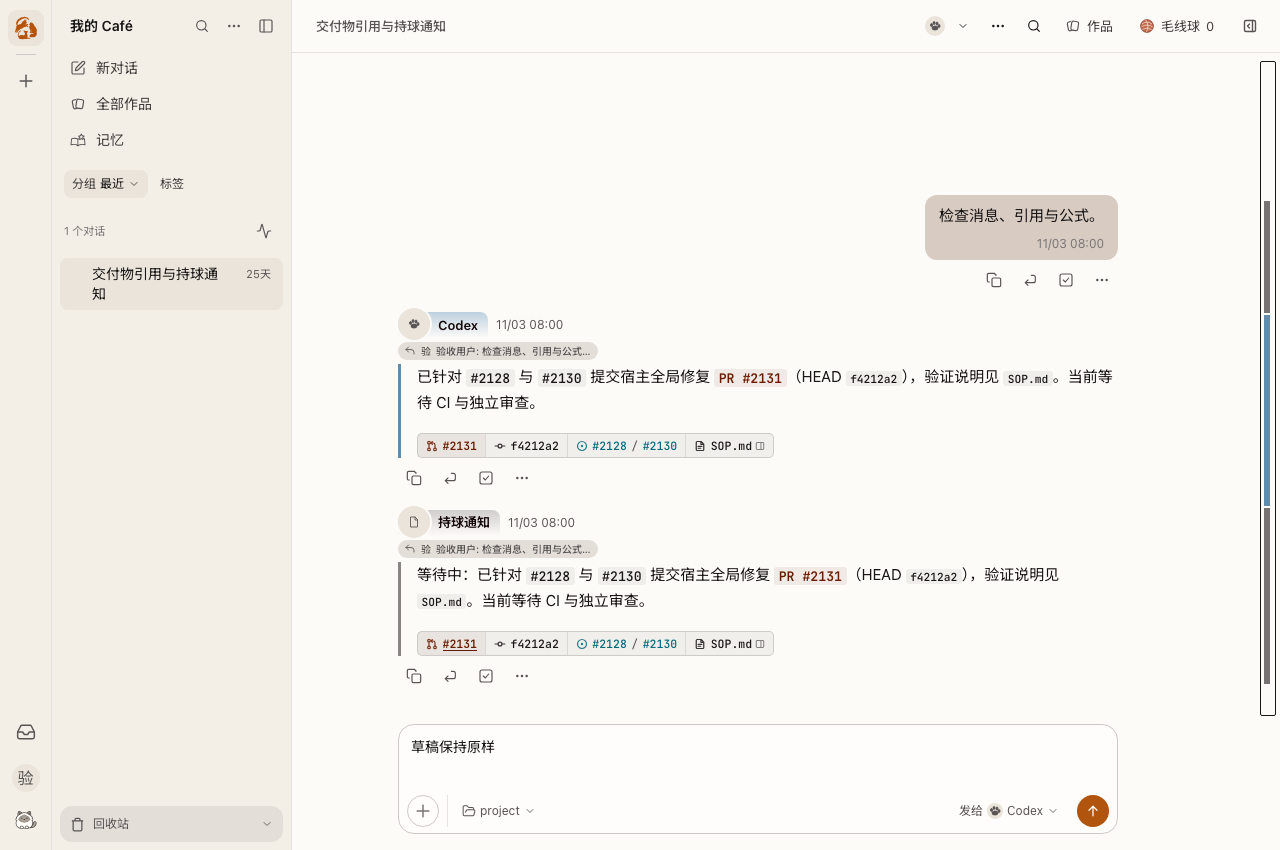 我的 Café
新对话
全部作品
记忆
分组 最近
标签
1 个对话
交付物引用与持球通知
25天
验
回收站
交付物引用与持球通知
作品
毛线球 0
检查消息、引用与公式。
11/03 08:00
Codex
11/03 08:00
验 验收用户: 检查消息、引用与公式...
已针对 #2128 与 #2130 提交宿主全局修复 PR #2131（HEAD f4212a2），验证说明见 SOP.md。当前等
待 CI 与独立审查。
#2131 f4212a2 #2128 / #2130 SOP.md
持球通知
11/03 08:00
验 验收用户: 检查消息、引用与公式...
等待中：已针对 #2128 与 #2130 提交宿主全局修复 PR #2131（HEAD f4212a2），验证说明见
SOP.md。当前等待 CI 与独立审查。
#2131 f4212a2 #2128 / #2130 SOP.md
草稿保持原样
project
发给 Codex